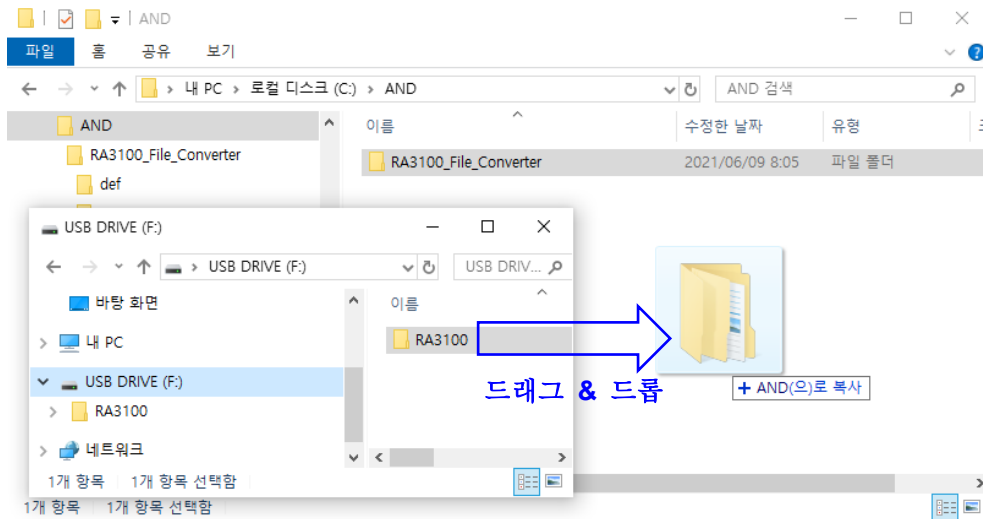 AND
파일 홈 공유 보기
내 PC > 로컬 디스크 (C:) > AND
AND 검색
AND
RA3100_File_Converter
def
이름 수정한 날짜 유형
RA3100_File_Converter 2021/06/09 8:05 파일 폴더
USB DRIVE (F:)
USB DRIVE (F:)
USB DRIV...
바탕 화면
내 PC
USB DRIVE (F:)
RA3100
네트워크
이름
RA3100
1개 항목 1개 항목 선택함
드래그 & 드롭
+ AND(으)로 복사
1개 항목 1개 항목 선택함